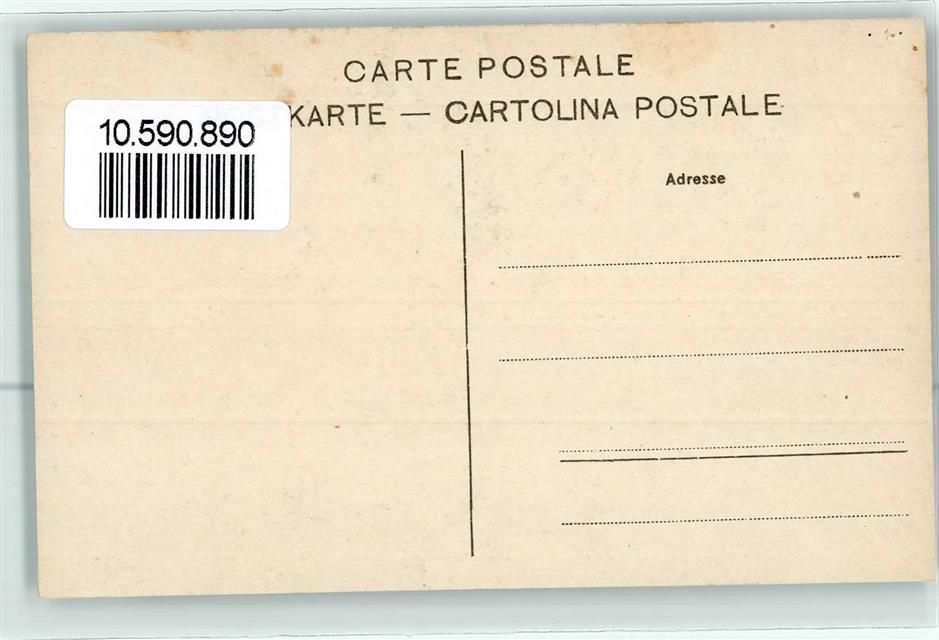 CARTE POSTALE
KARTE — CARTOLINA POSTALE
10.590.890
Adresse